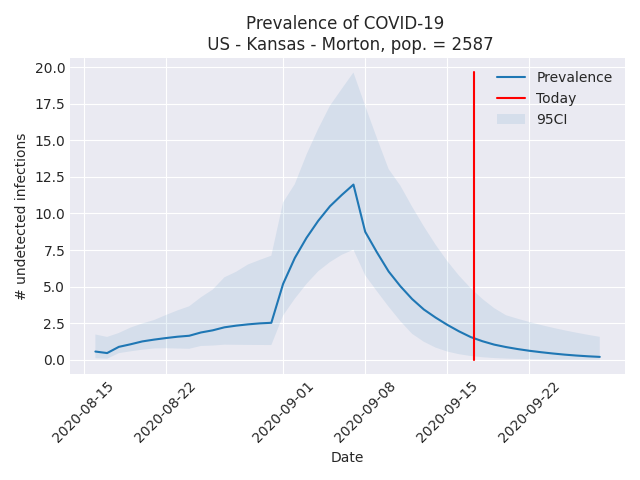 Prevalence of COVID-19
US - Kansas - Morton, pop. = 2587
20.0
17.5
15.0
12.5
10.0
7.5
5.0
2.5
0.0
# undetected infections
Prevalence
Today
95CI
2020-08-15
2020-08-22
2020-09-01
2020-09-08
2020-09-15
2020-09-22
Date